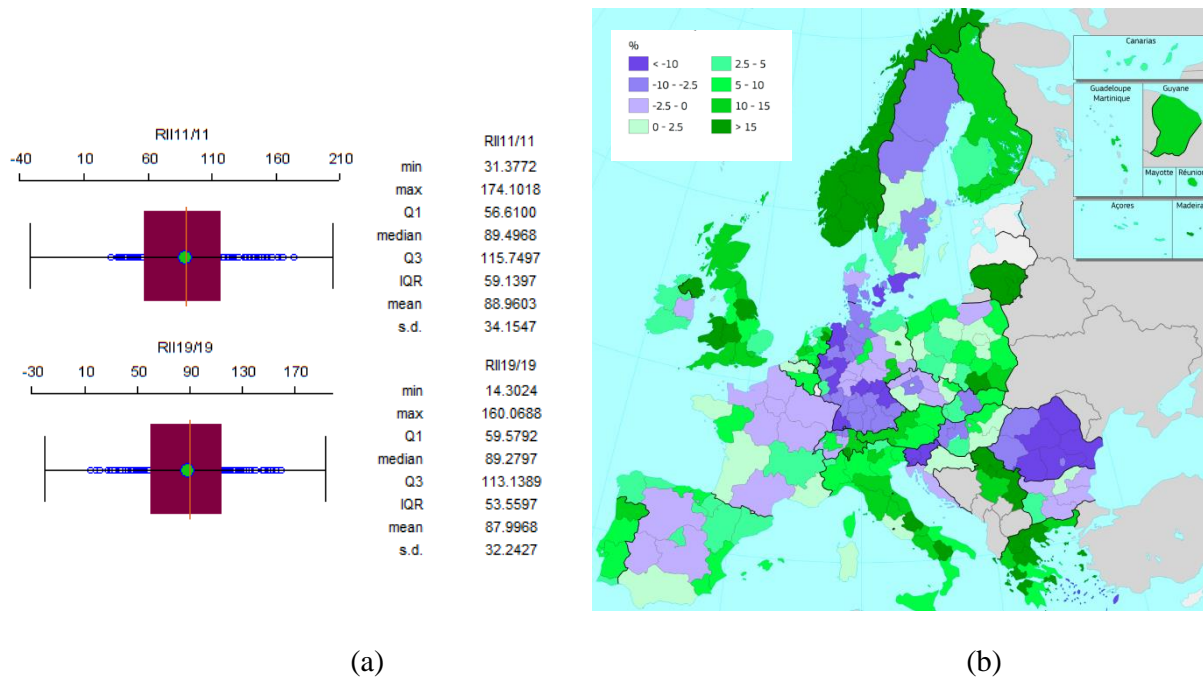 RII11/11
-40 10 60 110 160 210
RII11/11
min 31.3772
max 174.1018
Q1 56.6100
median 89.4968
Q3 115.7497
IQR 59.1397
mean 88.9603
s.d. 34.1547
RII19/19
-30 10 50 90 130 170
RII19/19
min 14.3024
max 160.0688
Q1 59.5792
median 89.2797
Q3 113.1389
IQR 53.5597
mean 87.9968
s.d. 32.2427
(a)
%
< -10 2.5 - 5
-10 - -2.5 5 - 10
-2.5 - 0 10 - 15
0 - 2.5 > 15
Canarias
Guadeloupe
Martinique
Guyane
Mayotte
Réunion
Açores
Madeira
(b)